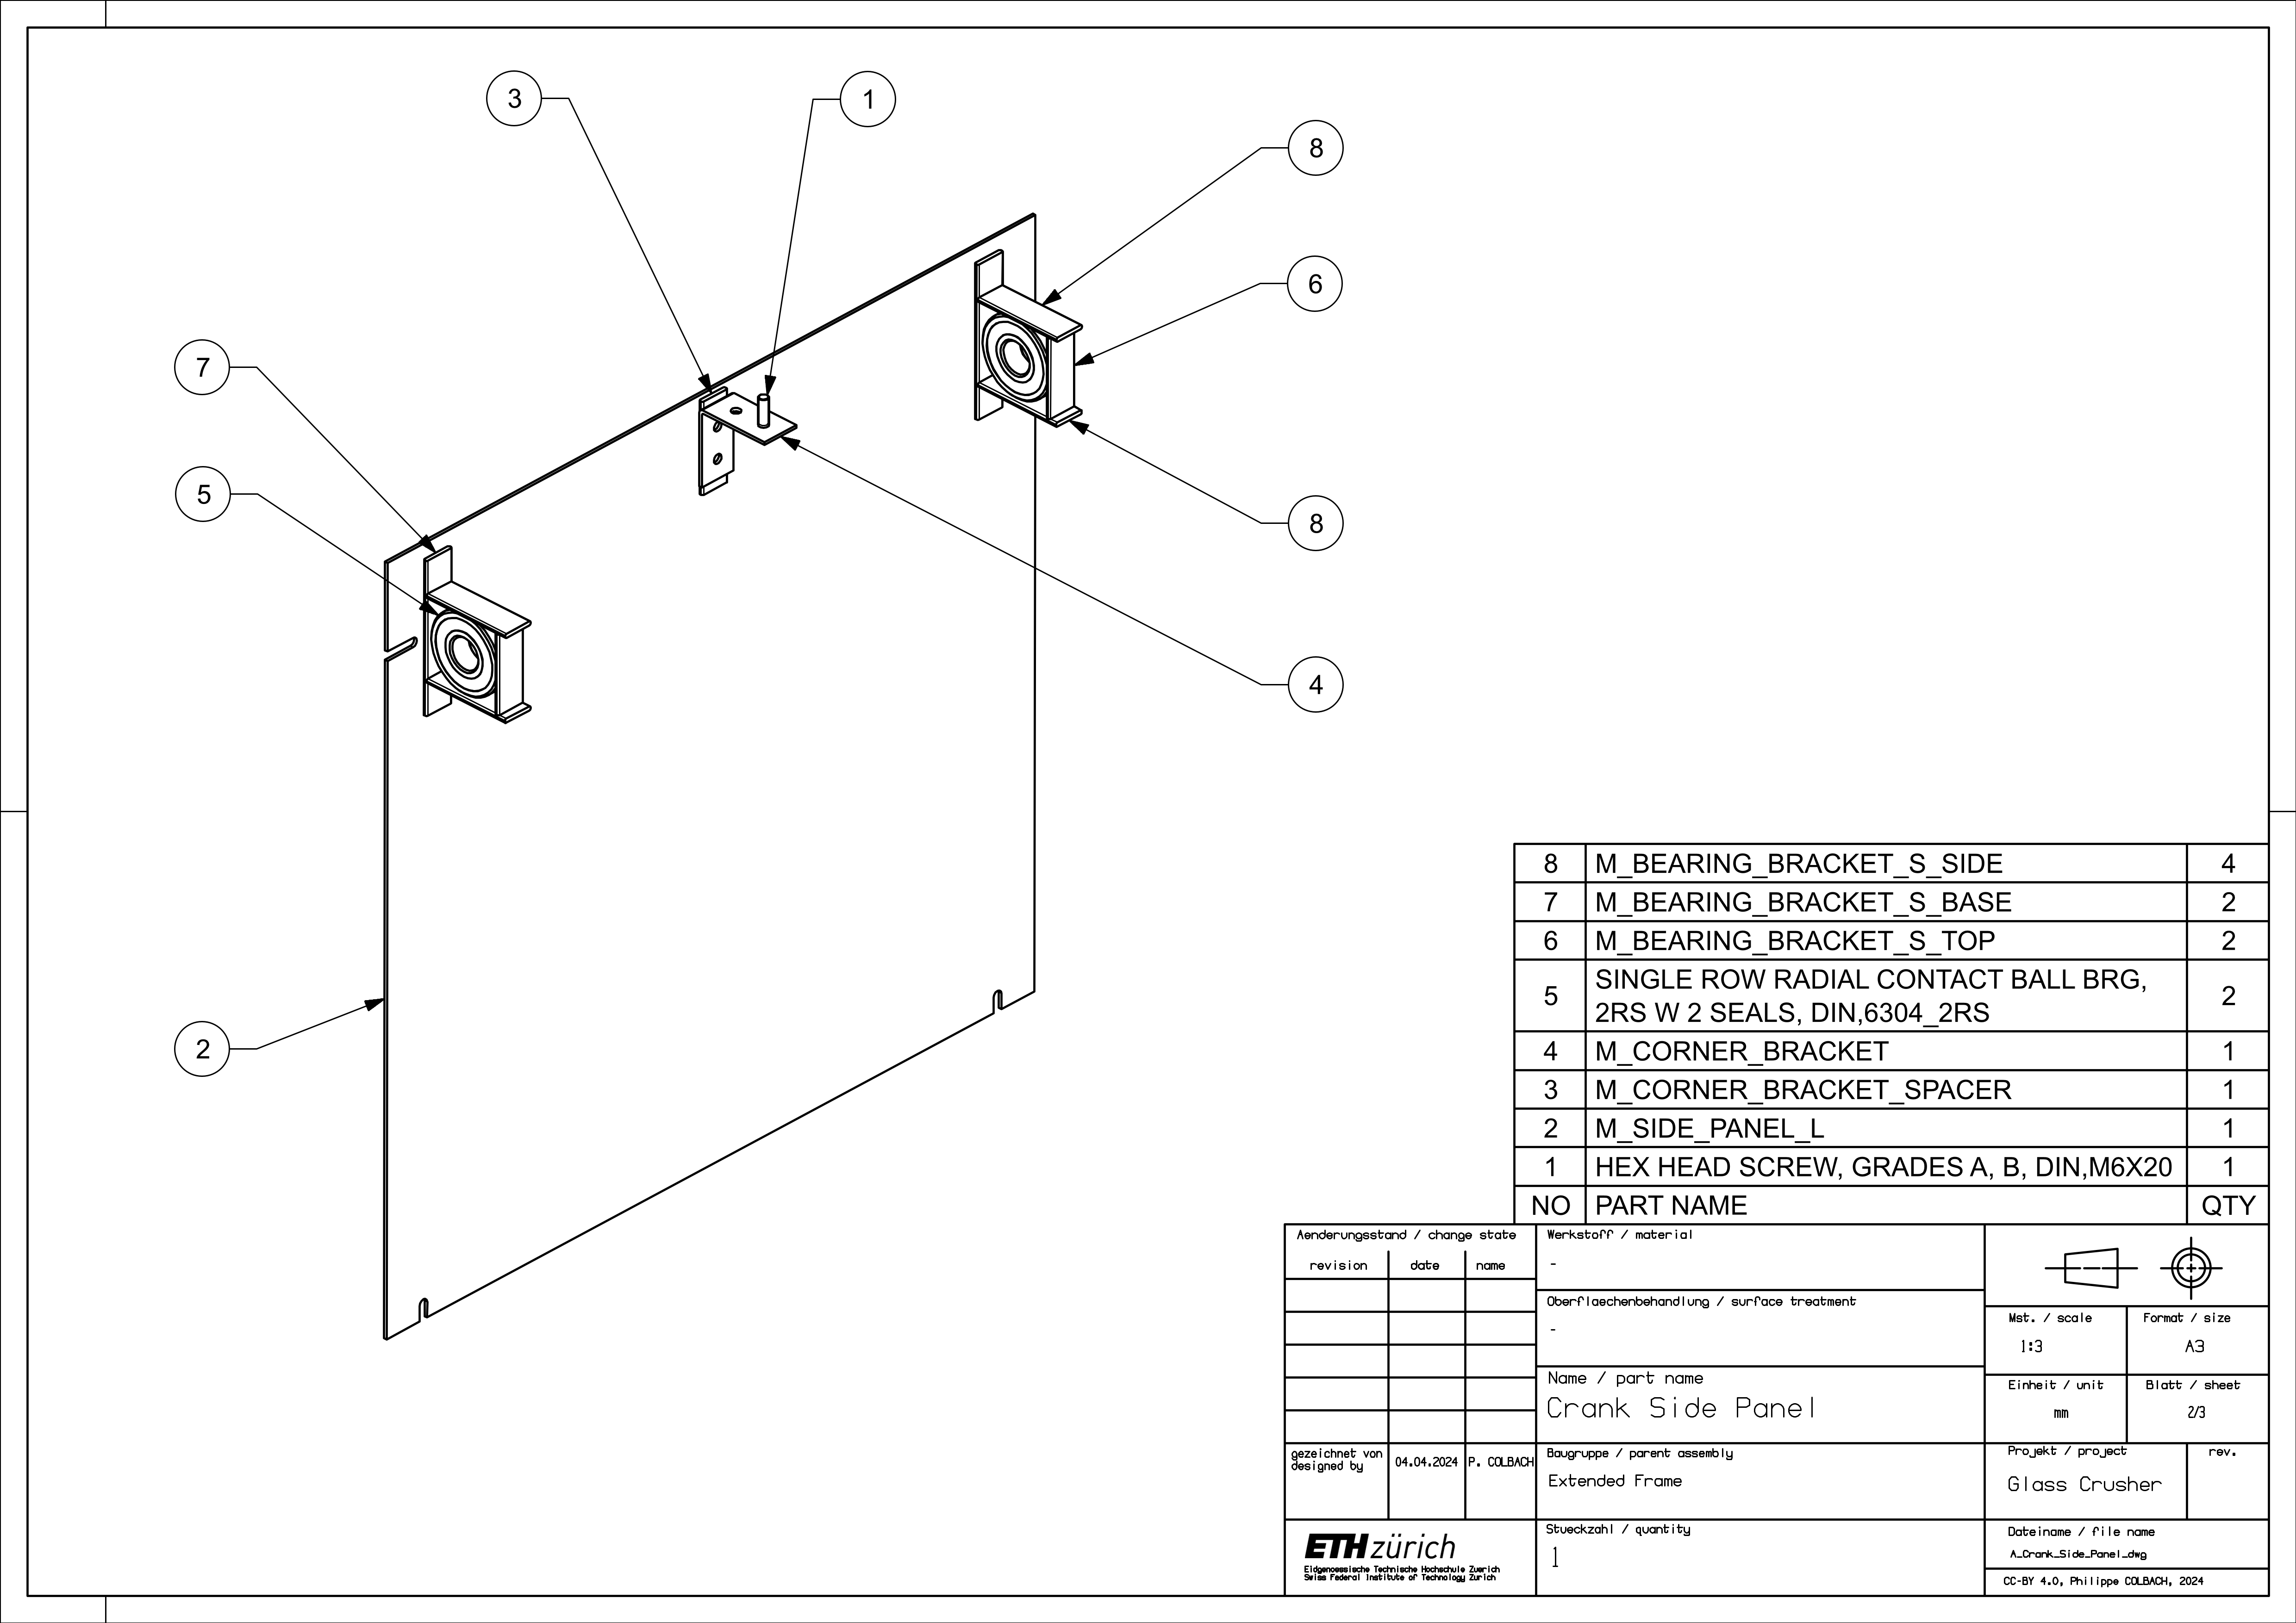 3
1
8
6
7
5
8
4
2
8 M_BEARING_BRACKET_S_SIDE 4
7 M_BEARING_BRACKET_S_BASE 2
6 M_BEARING_BRACKET_S_TOP 2
5 SINGLE ROW RADIAL CONTACT BALL BRG, 2
2RS W 2 SEALS, DIN,6304_2RS
4 M_CORNER_BRACKET 1
3 M_CORNER_BRACKET_SPACER 1
2 M_SIDE_PANEL_L 1
1 HEX HEAD SCREW, GRADES A, B, DIN,M6X20 1
NO PART NAME QTY
Aenderungsstand / change state
revision date name
Werkstoff / material
-
Oberflaechenbehandlung / surface treatment
-
Mst. / scale
1:3
Format / size
A3
Name / part name
Crank Side Panel
Einheit / unit
mm
Blatt / sheet
2/3
gezeichnet von
designed by
04.04.2024 P. COLBACH
Baugruppe / parent assembly
Extended Frame
Projekt / project
Glass Crusher
rev.
ETH zürich
Eidgenoessische Technische Hochschule Zuerich
Swiss Federal Institute of Technology Zurich
Stueckzahl / quantity
1
Dateiname / file name
A_Crank_Side_Panel_dwg
CC-BY 4.0, Philippe COLBACH, 2024